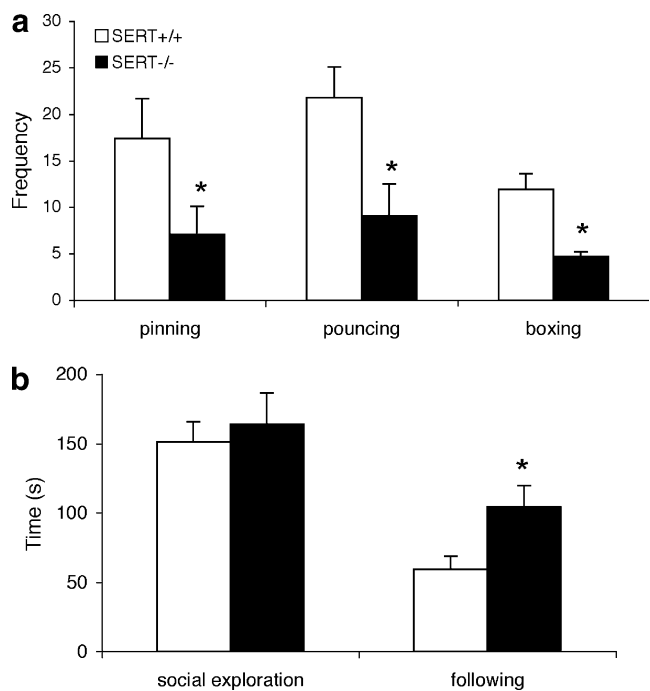 a
30
SERT+/+
SERT-/-
25
20
Frequency
15
*
*
10
*
5
0
pinning pouncing boxing
b
200
150
*
Time (s)
100
50
0
social exploration following